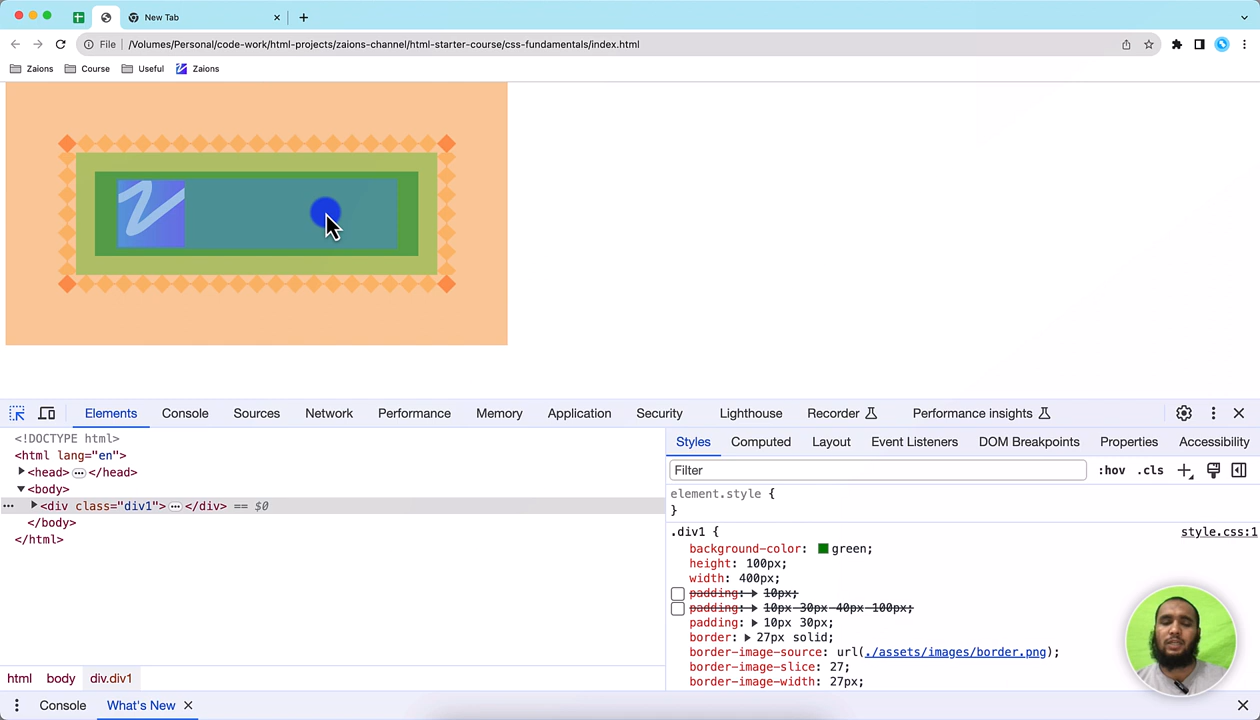 New Tab
File /Volumes/Personal/code-work/html-projects/zaions-channel/html-starter-course/css-fundamentals/index.html
Zaions Course Useful Zaions
Elements Console Sources Network Performance Memory Application Security Lighthouse Recorder Performance insights
<!DOCTYPE html>
<html lang="en">
<head> ••• </head>
<body>
••• <div class="div1"> ••• </div> == $0
</body>
</html>
html body div.div1
Styles Computed Layout Event Listeners DOM Breakpoints Properties Accessibility
Filter :hov .cls
element.style {
}
.div1 { style.css:1
background-color: green;
height: 100px;
width: 400px;
padding: 10px;
padding: 10px 30px 40px 100px;
padding: 10px 30px;
border: 27px solid;
border-image-source: url(./assets/images/border.png);
border-image-slice: 27;
border-image-width: 27px;
Console What's New